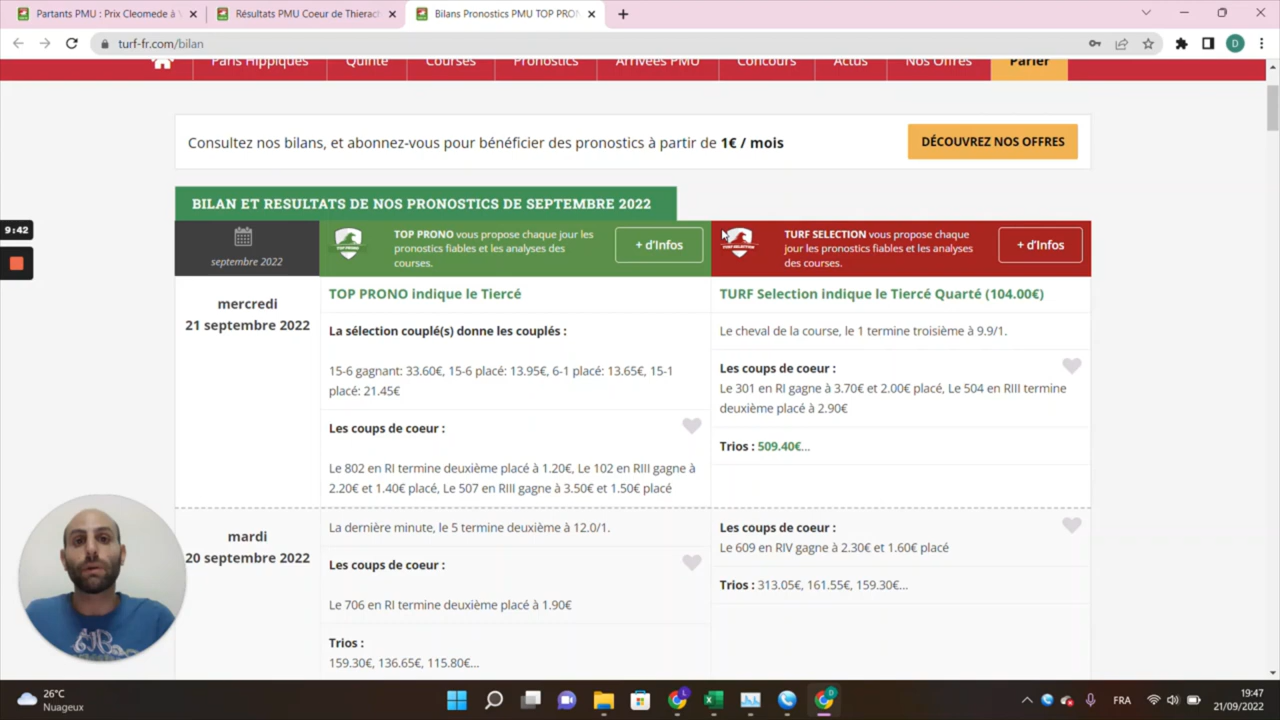 Partants PMU : Prix Cleomede à
Résultats PMU Coeur de Thierach
Bilans Pronostics PMU TOP PRON
turf-fr.com/bilan
D
Paris Hippiques
Quinté
Courses
Pronostics
Arrivées PMU
Concours
Actus
Nos Offres
Parier
Consultez nos bilans, et abonnez-vous pour bénéficier des pronostics à partir de 1€ / mois
DÉCOUVREZ NOS OFFRES
BILAN ET RESULTATS DE NOS PRONOSTICS DE SEPTEMBRE 2022
9:42
septembre 2022
TOP PRONO vous propose chaque jour les
pronostics fiables et les analyses des
courses.
+ d'Infos
TURF SELECTION vous propose chaque
jour les pronostics fiables et les analyses
des courses.
+ d'Infos
mercredi
21 septembre 2022
TOP PRONO indique le Tiercé
La sélection couplé(s) donne les couplés :
15-6 gagnant: 33.60€, 15-6 placé: 13.95€, 6-1 placé: 13.65€, 15-1
placé: 21.45€
Les coups de coeur :
Le 802 en RI termine deuxième placé à 1.20€, Le 102 en RIII gagne à
2.20€ et 1.40€ placé, Le 507 en RIII gagne à 3.50€ et 1.50€ placé
TURF Selection indique le Tiercé Quarté (104.00€)
Le cheval de la course, le 1 termine troisième à 9.9/1.
Les coups de coeur :
Le 301 en RI gagne à 3.70€ et 2.00€ placé, Le 504 en RIII termine
deuxième placé à 2.90€
Trios : 509.40€...
mardi
20 septembre 2022
La dernière minute, le 5 termine deuxième à 12.0/1.
Les coups de coeur :
Le 706 en RI termine deuxième placé à 1.90€
Trios :
159.30€, 136.65€, 115.80€...
Les coups de coeur :
Le 609 en RIV gagne à 2.30€ et 1.60€ placé
Trios : 313.05€, 161.55€, 159.30€...
26°C
Nuageux
FRA
19:47
21/09/2022